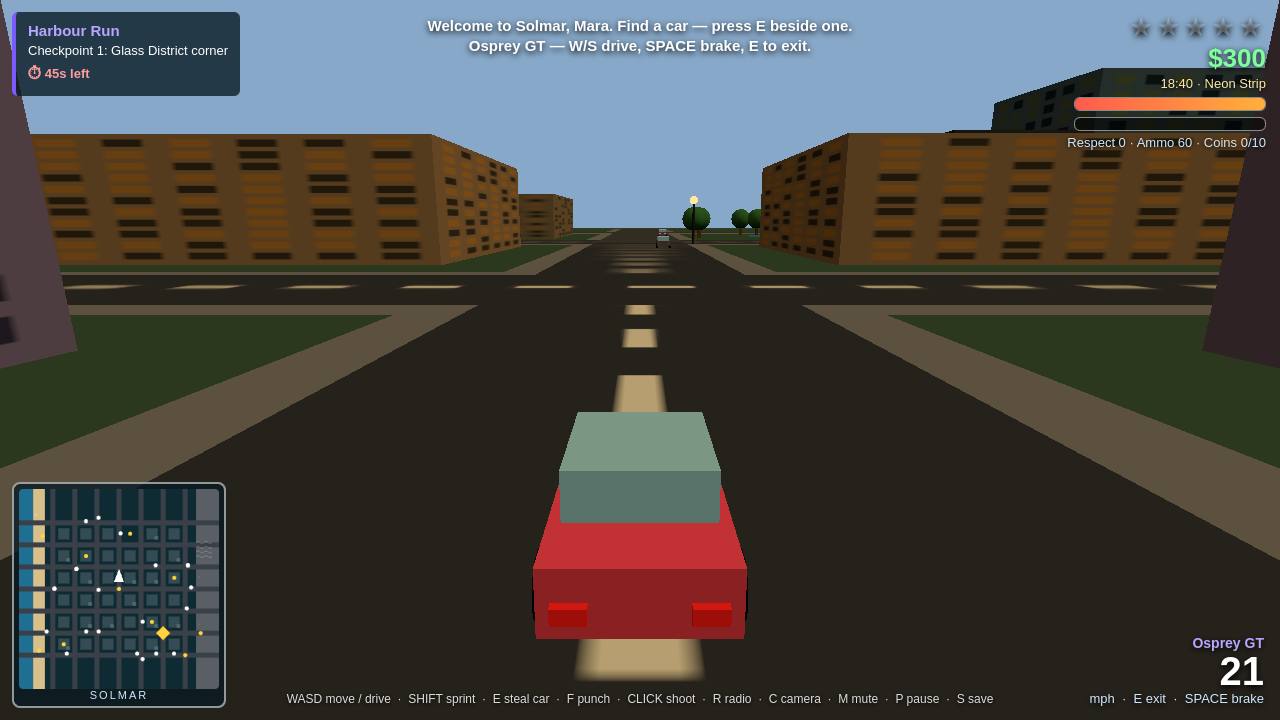 Harbour Run
Checkpoint 1: Glass District corner
⏱ 45s left
Welcome to Solmar, Mara. Find a car — press E beside one.
Osprey GT — W/S drive, SPACE brake, E to exit.
★ ★ ★ ★ ★
$300
18:40 · Neon Strip
Respect 0 · Ammo 60 · Coins 0/10
SOLMAR
WASD move / drive · SHIFT sprint · E steal car · F punch · CLICK shoot · R radio · C camera · M mute · P pause · S save
Osprey GT
21
mph · E exit · SPACE brake